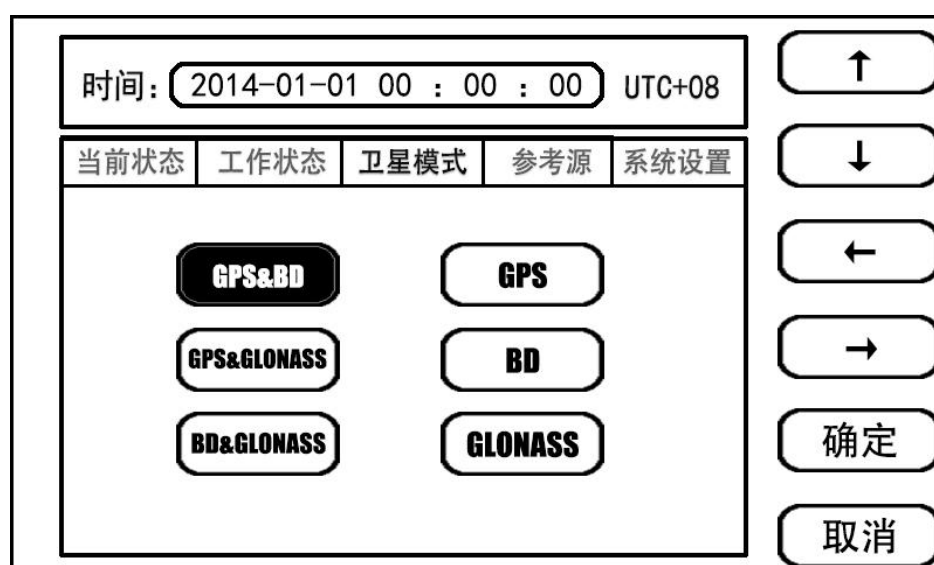 时间：2014-01-01 00 : 00 : 00 UTC+08
↑
↓
当前状态 工作状态 卫星模式 参考源 系统设置
←
GPS&BD GPS
→
GPS&GLONASS BD
BD&GLONASS GLONASS
确定
取消